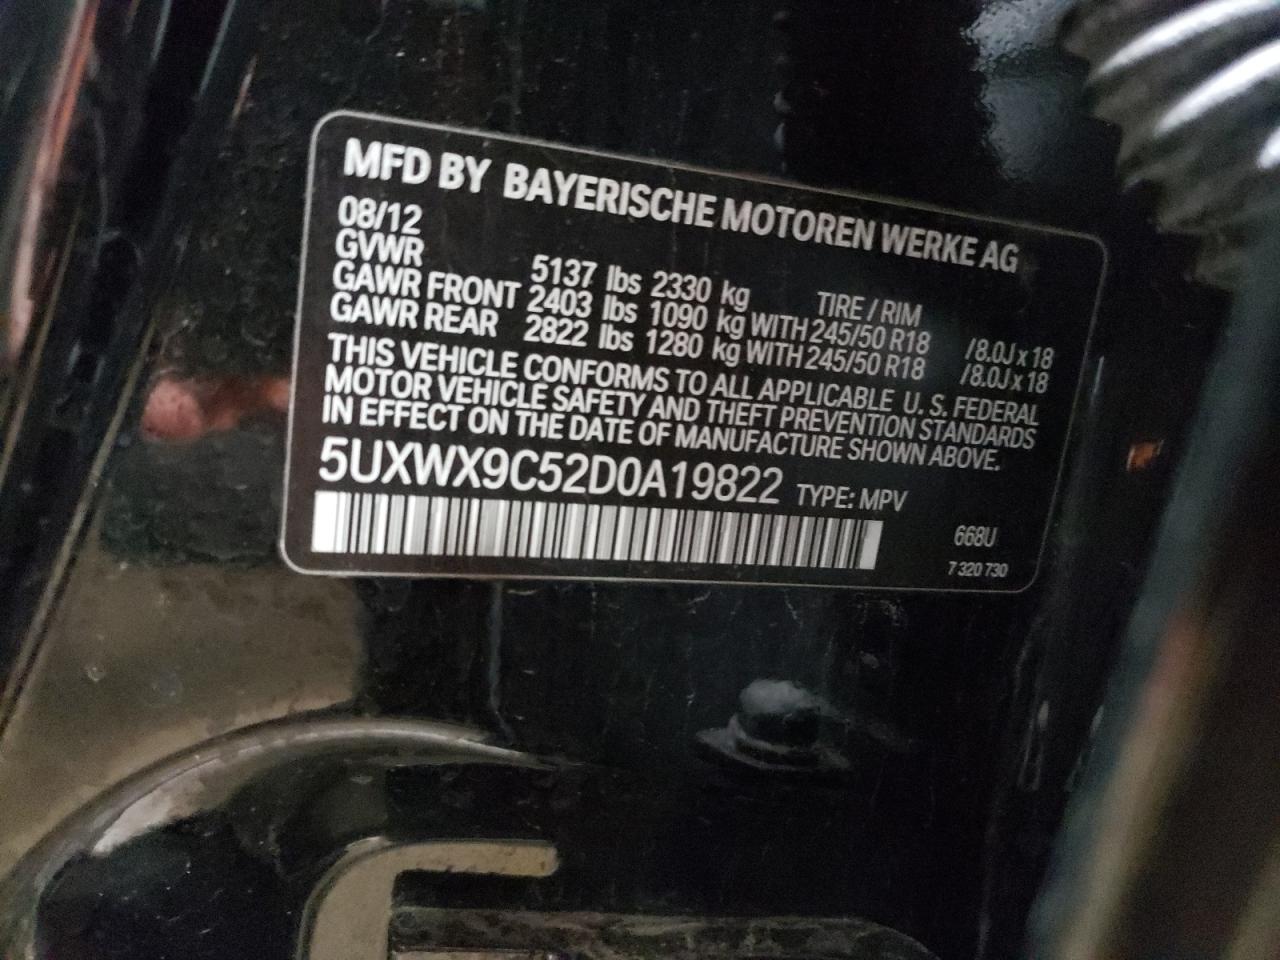 MFD BY BAYERISCHE MOTOREN WERKE AG
08/12
GVWR 5137 lbs 2330 kg TIRE / RIM
GAWR FRONT 2403 lbs 1090 kg WITH 245/50 R18 /8.0J x 18
GAWR REAR 2822 lbs 1280 kg WITH 245/50 R18 /8.0J x 18
THIS VEHICLE CONFORMS TO ALL APPLICABLE U. S. FEDERAL
MOTOR VEHICLE SAFETY AND THEFT PREVENTION STANDARDS
IN EFFECT ON THE DATE OF MANUFACTURE SHOWN ABOVE.
5UXWX9C52D0A19822 TYPE: MPV
668U
7 320 730